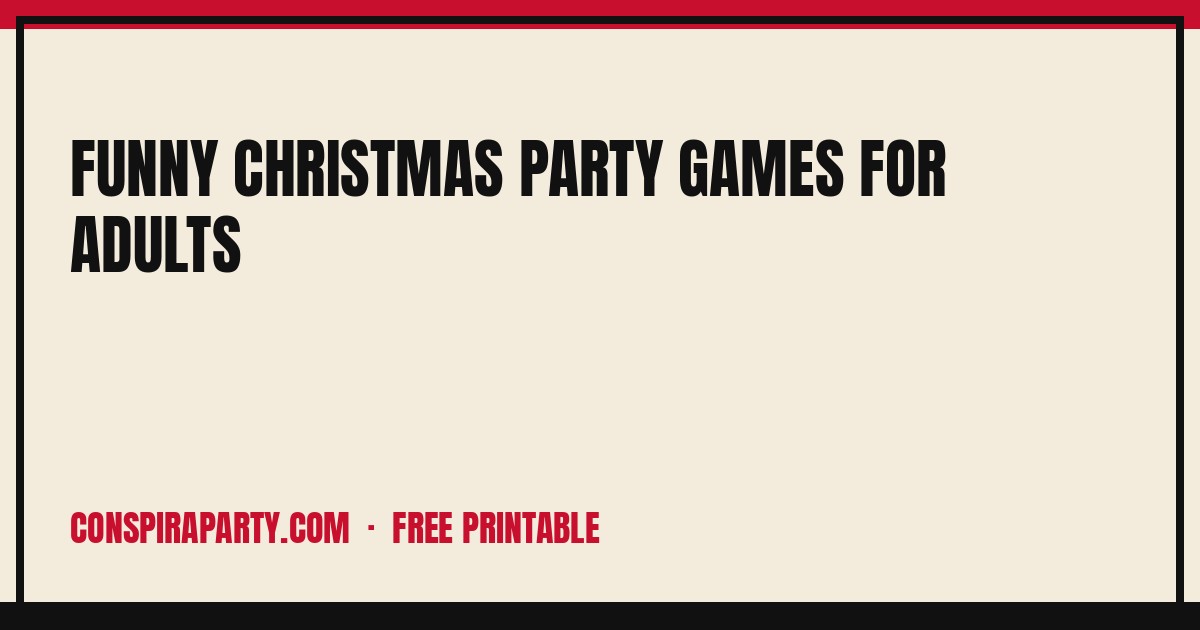 FUNNY CHRISTMAS PARTY GAMES FOR
ADULTS
CONSPIRAPARTY.COM · FREE PRINTABLE